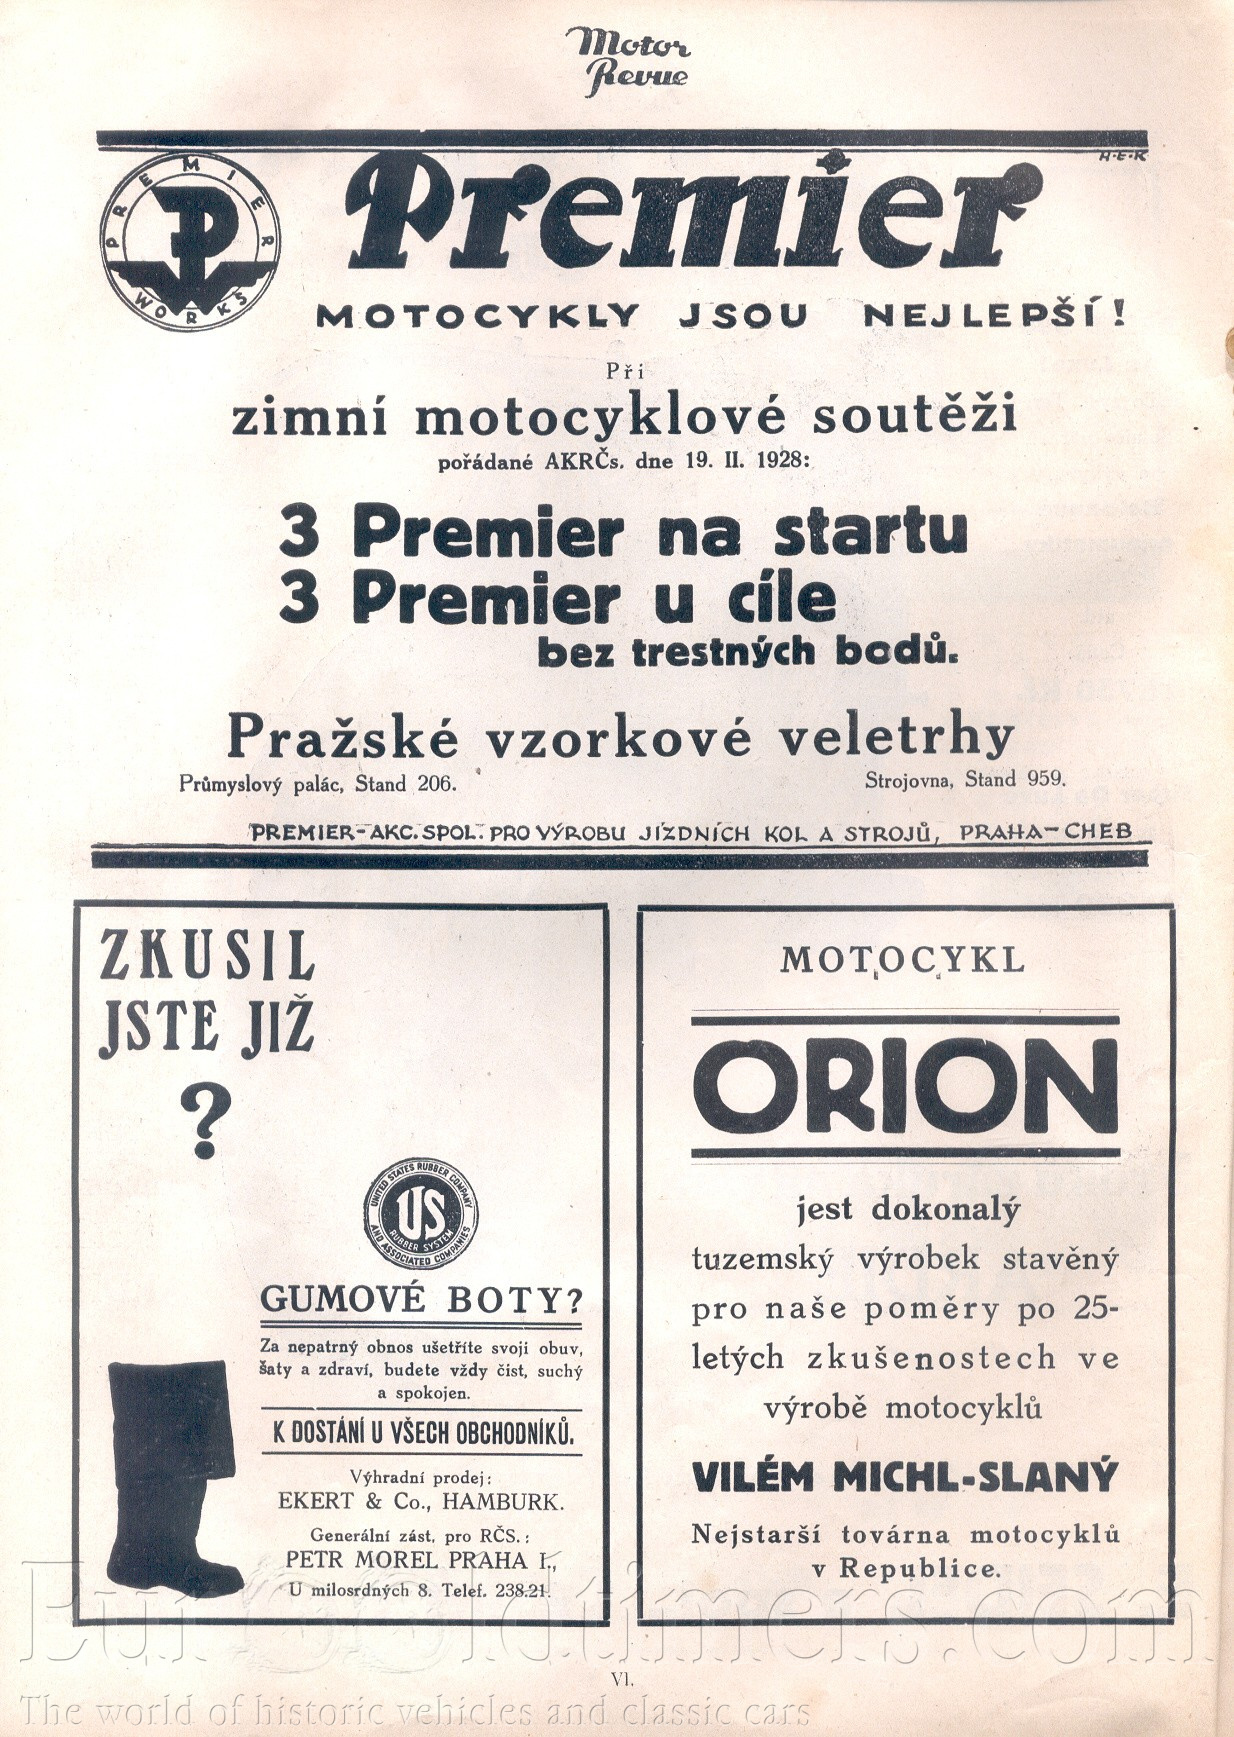 Motor
Revue
H-E-K
PREMIER
P
WORKS
Premier
MOTOCYKLY JSOU NEJLEPŠÍ!
Při
zimní motocyklové soutěži
pořádané AKRČs. dne 19. II. 1928:
3 Premier na startu
3 Premier u cíle
bez trestných bodů.
Pražské vzorkové veletrhy
Průmyslový palác, Stand 206.
Strojovna, Stand 959.
PREMIER-AKC. SPOL. PRO VÝROBU JÍZDNÍCH KOL A STROJŮ, PRAHA-CHEB
ZKUSIL
JSTE JIŽ
?
UNITED STATES RUBBER COMPANY
US
RUBBER SYSTEM
AND ASSOCIATED COMPANIES
GUMOVÉ BOTY?
Za nepatrný obnos ušetříte svoji obuv,
šaty a zdraví, budete vždy čist, suchý
a spokojen.
K DOSTÁNÍ U VŠECH OBCHODNÍKŮ.
Výhradní prodej:
EKERT & Co., HAMBURK.
Generální zást, pro RČS.:
PETR MOREL PRAHA I.,
U milosrdných 8. Telef. 238.21.
MOTOCYKL
ORION
jest dokonalý
tuzemský výrobek stavěný
pro naše poměry po 25-
letých zkušenostech ve
výrobě motocyklů
VILÉM MICHL-SLANÝ
Nejstarší továrna motocyklů
v Republice.
EurOoldtimers.com
VI.
The world of historic vehicles and classic cars